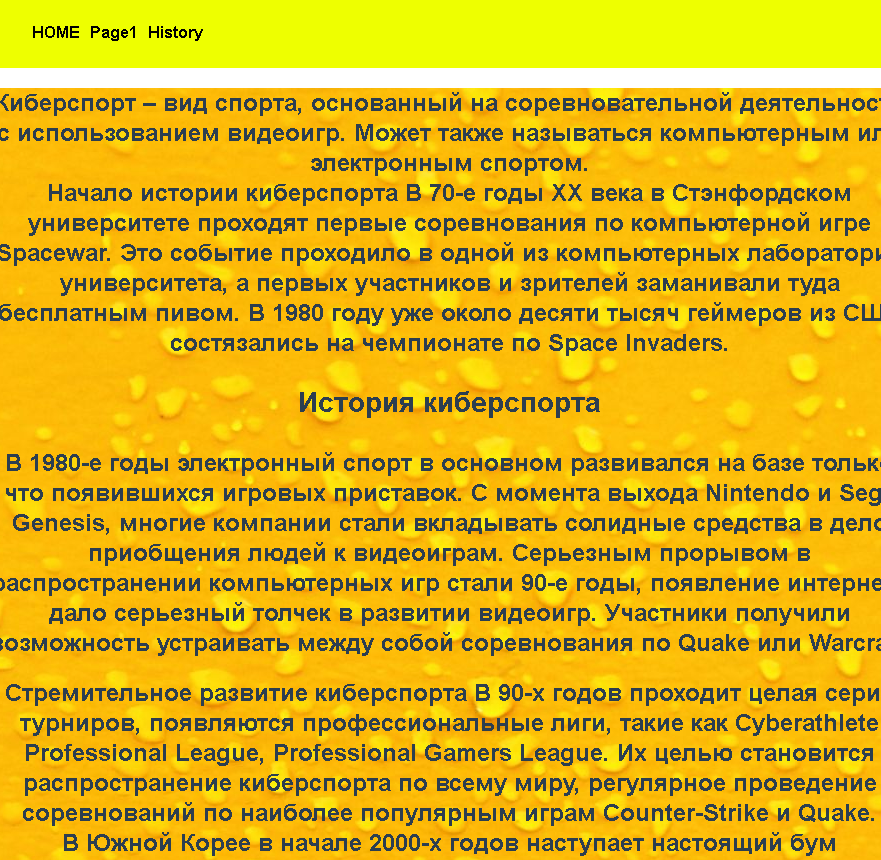 HOME Page1 History
Киберспорт – вид спорта, основанный на соревновательной деятельност
с использованием видеоигр. Может также называться компьютерным ил
электронным спортом.
Начало истории киберспорта В 70-е годы XX века в Стэнфордском
университете проходят первые соревнования по компьютерной игре
Spacewar. Это событие проходило в одной из компьютерных лаборатори
университета, а первых участников и зрителей заманивали туда
бесплатным пивом. В 1980 году уже около десяти тысяч геймеров из СШ
состязались на чемпионате по Space Invaders.
История киберспорта
В 1980-е годы электронный спорт в основном развивался на базе тольк
что появившихся игровых приставок. С момента выхода Nintendo и Seg
Genesis, многие компании стали вкладывать солидные средства в дело
приобщения людей к видеоиграм. Серьезным прорывом в
распространении компьютерных игр стали 90-е годы, появление интерне
дало серьезный толчек в развитии видеоигр. Участники получили
возможность устраивать между собой соревнования по Quake или Warcra
Стремительное развитие киберспорта В 90-х годов проходит целая сери
турниров, появляются профессиональные лиги, такие как Cyberathlete
Professional League, Professional Gamers League. Их целью становится
распространение киберспорта по всему миру, регулярное проведение
соревнований по наиболее популярным играм Counter-Strike и Quake.
В Южной Корее в начале 2000-х годов наступает настоящий бум